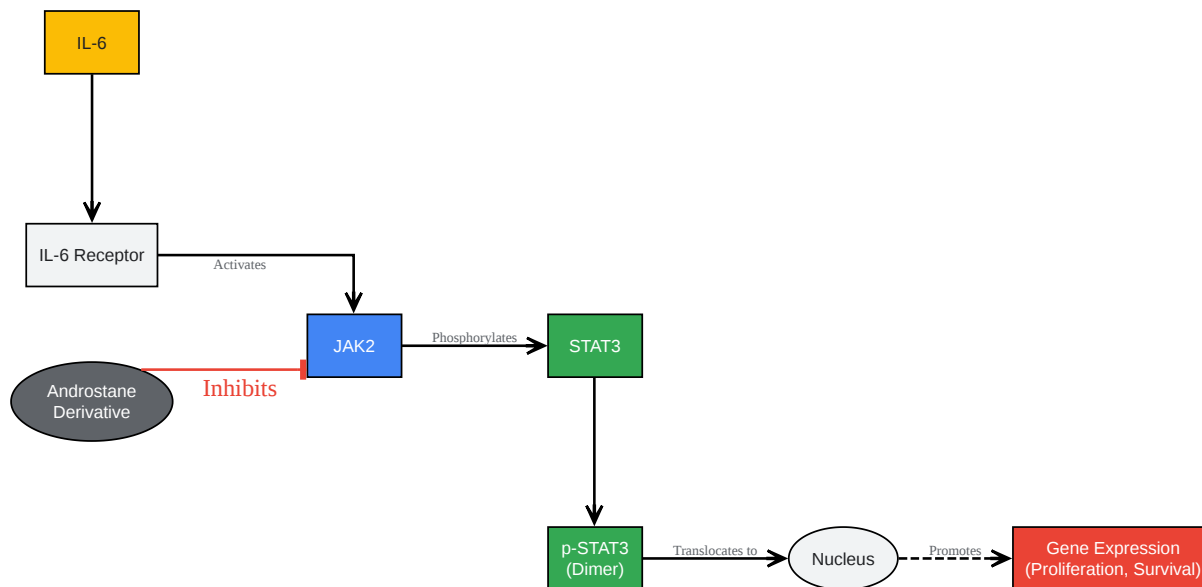 IL-6
IL-6 Receptor
Activates
JAK2
Phosphorylates
STAT3
Androstane
Derivative
Inhibits
p-STAT3
(Dimer)
Translocates to
Nucleus
Promotes
Gene Expression
(Proliferation, Survival)